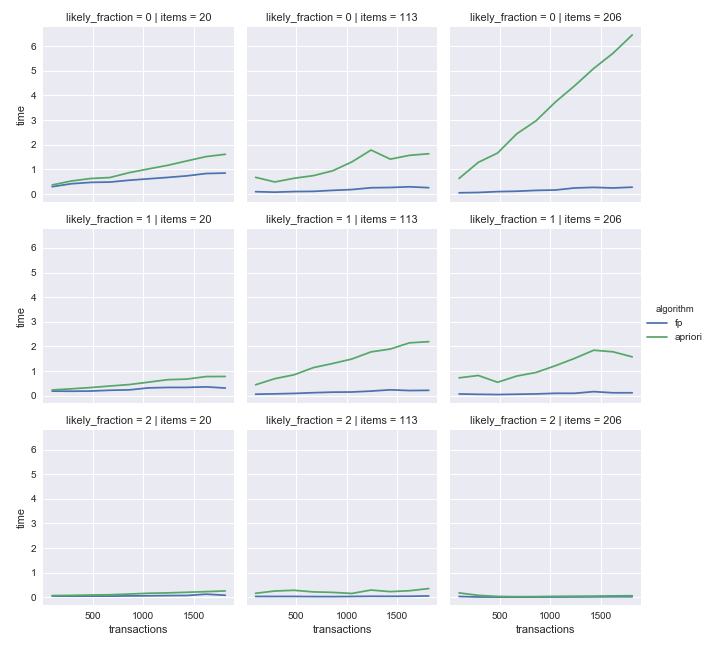 likely_fraction = 0 | items = 20
likely_fraction = 0 | items = 113
likely_fraction = 0 | items = 206
6
5
4
3
2
1
0
time
likely_fraction = 1 | items = 20
likely_fraction = 1 | items = 113
likely_fraction = 1 | items = 206
6
5
4
3
2
1
0
time
algorithm
fp
apriori
likely_fraction = 2 | items = 20
likely_fraction = 2 | items = 113
likely_fraction = 2 | items = 206
6
5
4
3
2
1
0
time
500 1000 1500
500 1000 1500
500 1000 1500
transactions
transactions
transactions